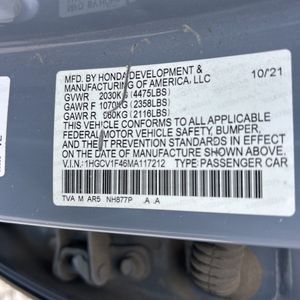 MFD. BY HONDA DEVELOPMENT &
MANUFACTURING OF AMERICA, LLC
10/21
GVWR 2030KG (4475LBS)
GAWR F 1070KG (2358LBS)
GAWR R 060KG (2116LBS)
THIS VEHICLE CONFORMS TO ALL APPLICABLE
FEDERAL MOTOR VEHICLE SAFETY, BUMPER,
AND THEFT PREVENTION STANDARDS IN EFFECT
ON THE DATE OF MANUFACTURE SHOWN ABOVE.
V.I.N.: 1HGCV1F46MA117212 TYPE: PASSENGER CAR
TVA M AR5 NH877P A A